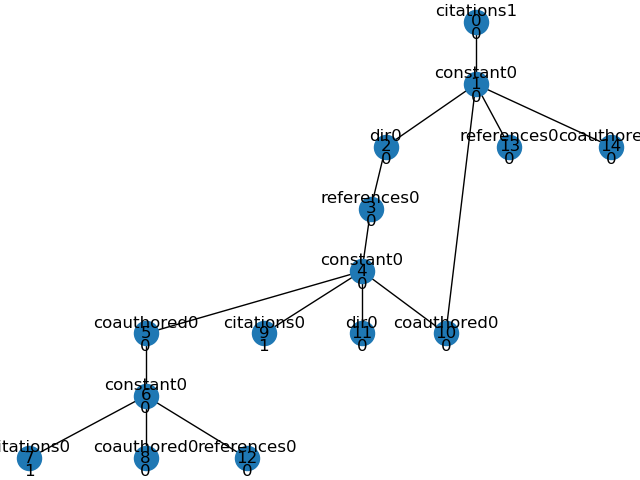 citations1
0
0
constant0
1
0
dir0 references0 coauthore
2 13 14
0 0 0
references0
3
0
constant0
4
0
coauthored0 citations0 dir0 coauthored0
5 9 11 10
0 1 0 0
constant0
6
0
itations0 coauthored0 references0
7 8 12
1 0 0